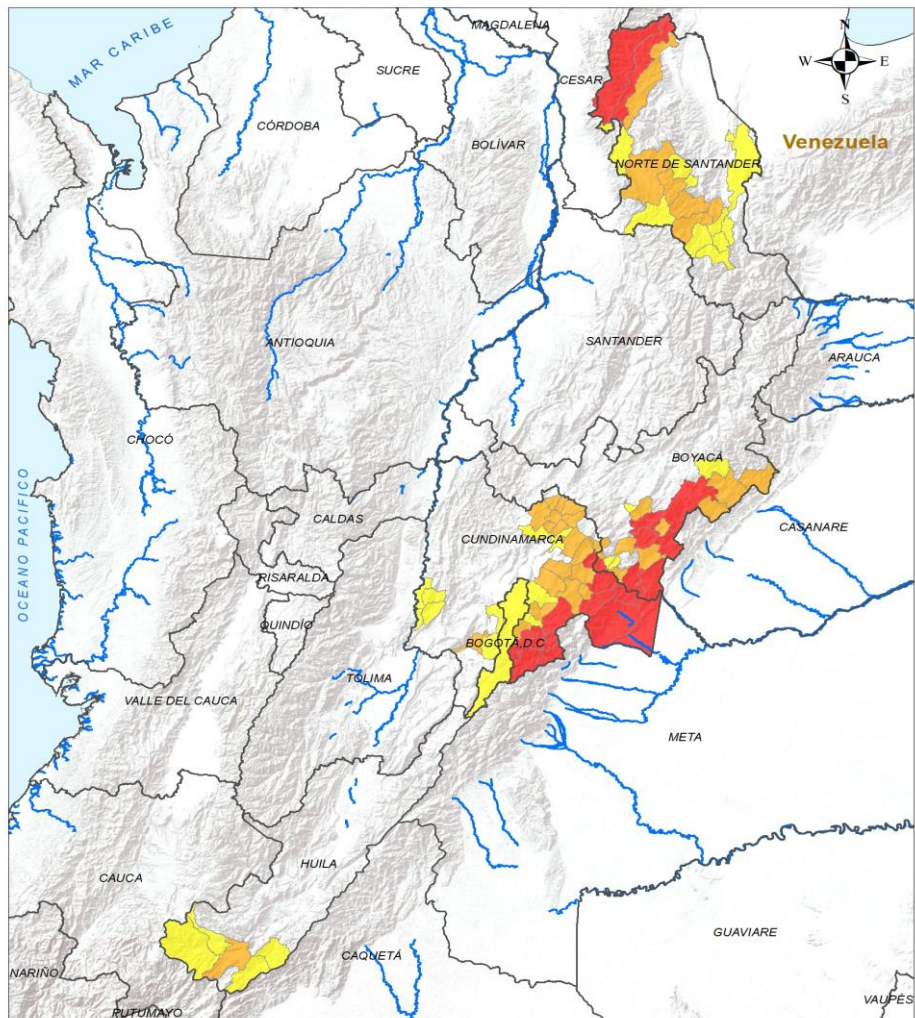 MAR CARIBE
MAGDALENA
N
W E
S
SUCRE
CESAR
CÓRDOBA
BOLÍVAR
Venezuela
NORTE DE SANTANDER
ANTIOQUIA
SANTANDER
ARAUCA
CHOCÓ
BOYACÁ
OCEANO PACIFICO
CALDAS
CASANARE
CUNDINAMARCA
RISARALDA
QUINDÍO
BOGOTÁ,D.C
TOLIMA
VALLE DEL CAUCA
META
HUILA
CAUCA
GUAVIARE
CAQUETÁ
NARIÑO
PUTUMAYO
VAUPÉS